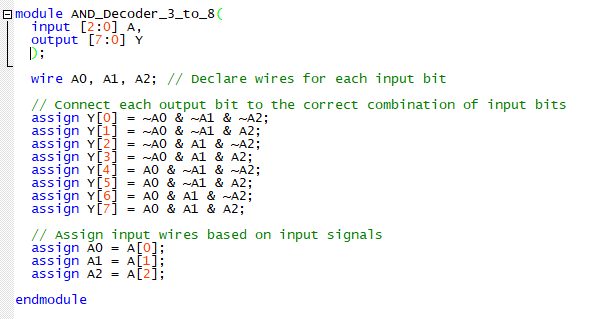 module AND_Decoder_3_to_8(
input [2:0] A,
output [7:0] Y
);
wire A0, A1, A2; // Declare wires for each input bit
// Connect each output bit to the correct combination of input bits
assign Y[0] = ~A0 & ~A1 & ~A2;
assign Y[1] = ~A0 & ~A1 & A2;
assign Y[2] = ~A0 & A1 & ~A2;
assign Y[3] = ~A0 & A1 & A2;
assign Y[4] = A0 & ~A1 & ~A2;
assign Y[5] = A0 & ~A1 & A2;
assign Y[6] = A0 & A1 & ~A2;
assign Y[7] = A0 & A1 & A2;
// Assign input wires based on input signals
assign A0 = A[0];
assign A1 = A[1];
assign A2 = A[2];
endmodule